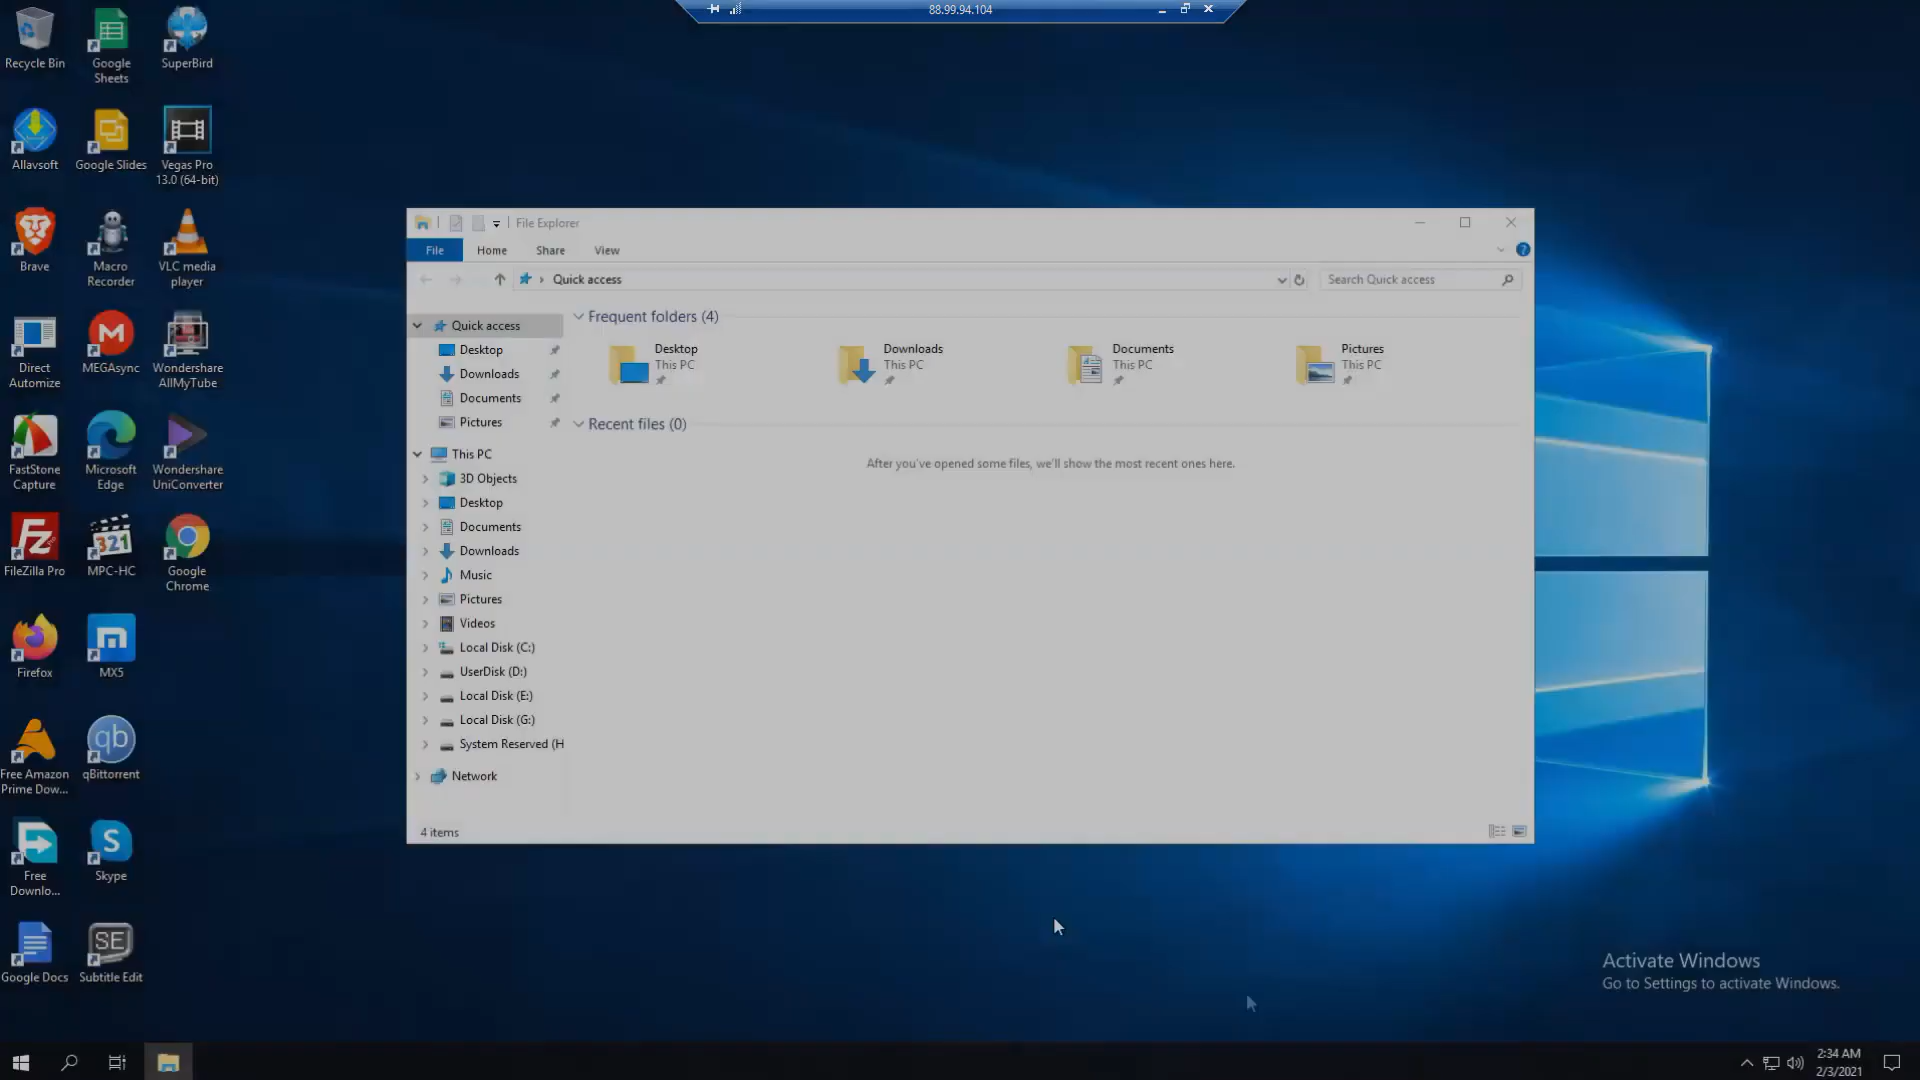 88.99.94.104
Recycle Bin
Google
Sheets
SuperBird
Allavsoft
Google Slides
Vegas Pro
13.0 (64-bit)
Brave
Macro
Recorder
VLC media
player
Direct
Automize
MEGAsync
Wondershare
AllMyTube
FastStone
Capture
Microsoft
Edge
Wondershare
UniConverter
FileZilla Pro
MPC-HC
321
Google
Chrome
Firefox
MX5
Free Amazon
Prime Dow...
qb
qBittorrent
Free
Downlo...
Skype
Google Docs
SE
Subtitle Edit
File Explorer
File
Home
Share
View
Quick access
Search Quick access
Quick access
Desktop
Downloads
Documents
Pictures
This PC
3D Objects
Desktop
Documents
Downloads
Music
Pictures
Videos
Local Disk (C:)
UserDisk (D:)
Local Disk (E:)
Local Disk (G:)
System Reserved (H
Network
Frequent folders (4)
Desktop
This PC
Downloads
This PC
Documents
This PC
Pictures
This PC
Recent files (0)
After you've opened some files, we'll show the most recent ones here.
4 items
Activate Windows
Go to Settings to activate Windows.
2:34 AM
2/3/2021